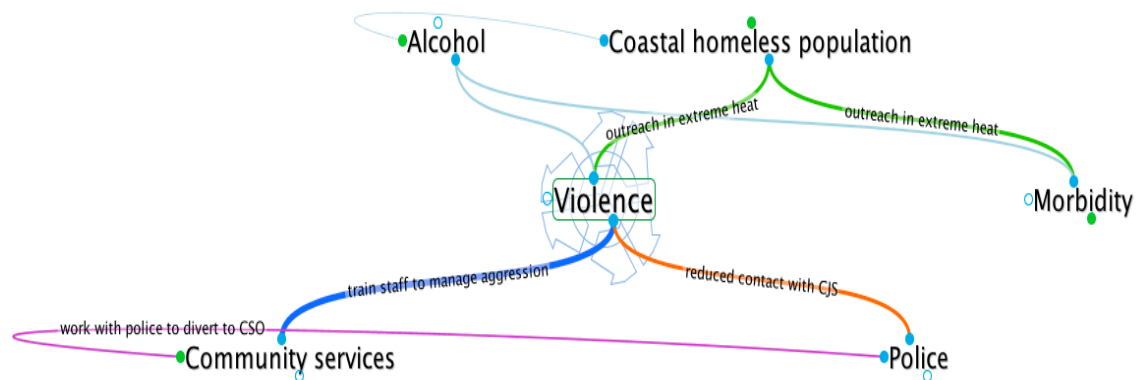 Alcohol
Coastal homeless population
outreach in extreme heat
outreach in extreme heat
Violence
Morbidity
train staff to manage aggression
reduced contact with CJS
work with police to divert to CSO
Community services
Police